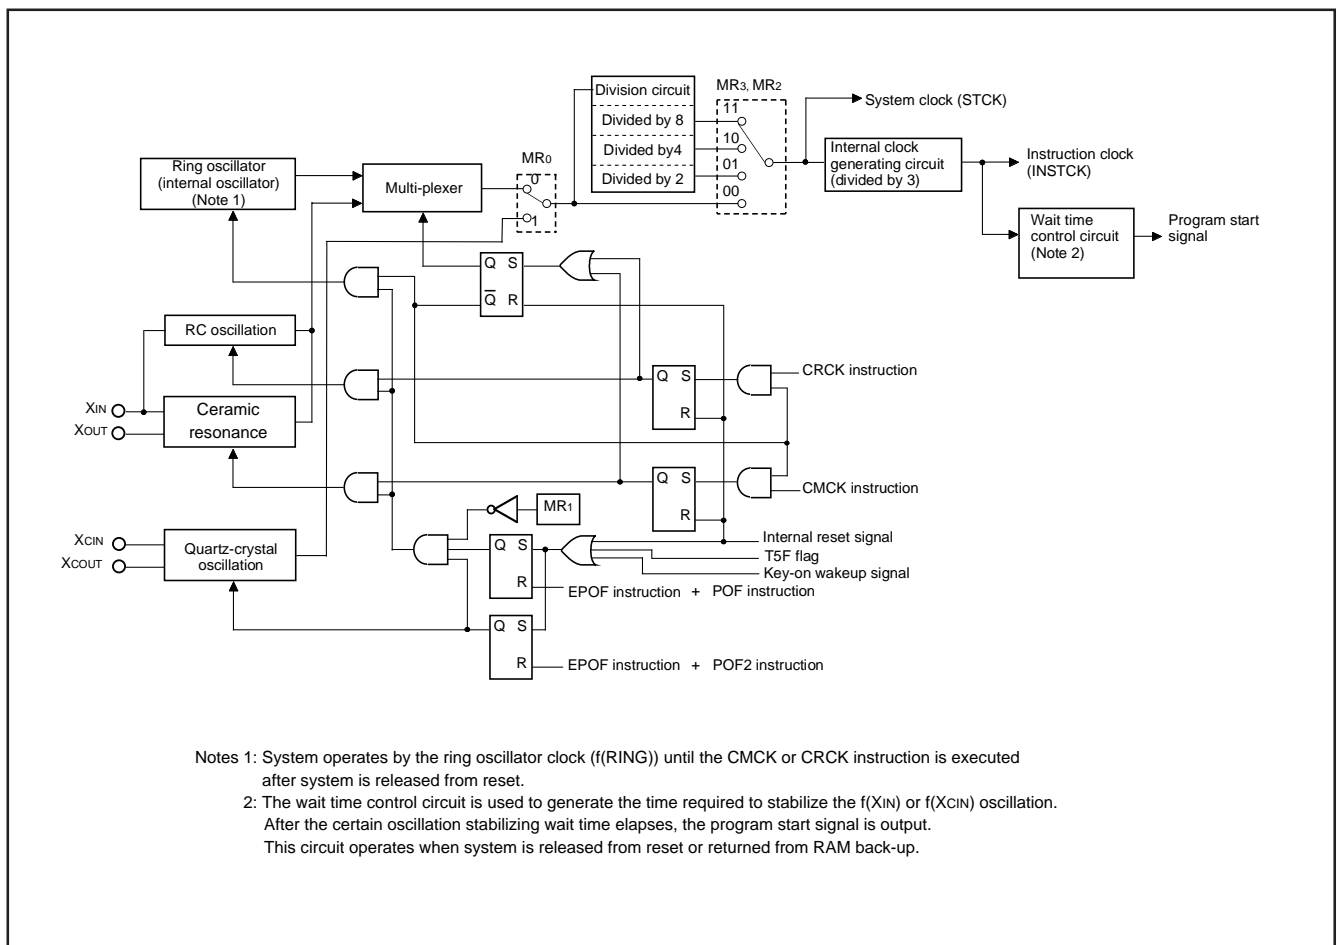 Division circuit
Divided by 8
Divided by4
Divided by 2
MR3, MR2
11
10
01
00
System clock (STCK)
Internal clock
generating circuit
(divided by 3)
Instruction clock
(INSTCK)
Wait time
control circuit
(Note 2)
Program start
signal
Ring oscillator
(internal oscillator)
(Note 1)
Multi-plexer
MR0
0
1
Q S
Q R
RC oscillation
XIN
XOUT
Ceramic
resonance
Q S
R
CRCK instruction
Q S
R
CMCK instruction
MR1
XCIN
XCOUT
Quartz-crystal
oscillation
Q S
R
Internal reset signal
T5F flag
Key-on wakeup signal
EPOF instruction + POF instruction
Q S
R
EPOF instruction + POF2 instruction
Notes 1: System operates by the ring oscillator clock (f(RING)) until the CMCK or CRCK instruction is executed
after system is released from reset.
2: The wait time control circuit is used to generate the time required to stabilize the f(XIN) or f(XCIN) oscillation.
After the certain oscillation stabilizing wait time elapses, the program start signal is output.
This circuit operates when system is released from reset or returned from RAM back-up.